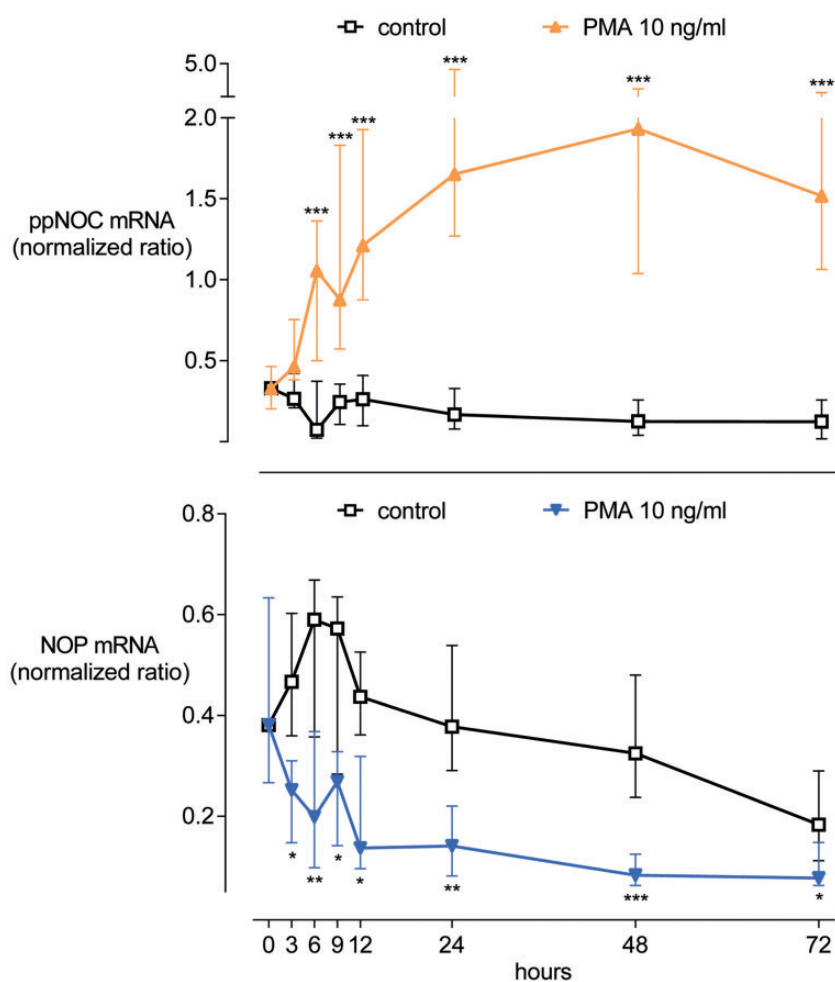 control PMA 10 ng/ml
5.0
***
***
***
2.0
***
***
***
1.5
ppNOC mRNA
(normalized ratio)
1.0
0.5
control PMA 10 ng/ml
0.8
0.6
NOP mRNA
(normalized ratio)
0.4
0.2
* ** * * ** *** *
0 3 6 9 12 24 48 72
hours